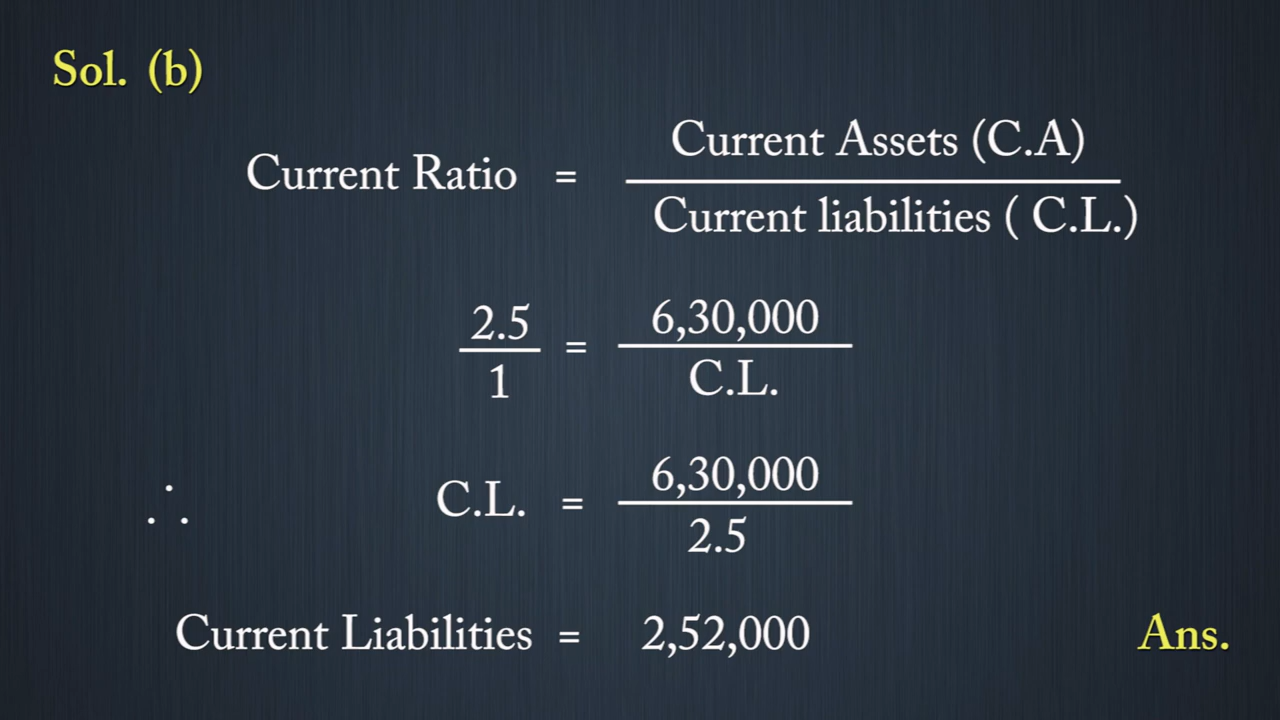 Sol. (b)
Current Ratio = Current Assets (C.A) / Current liabilities ( C.L.)
2.5 / 1 = 6,30,000 / C.L.
∴ C.L. = 6,30,000 / 2.5
Current Liabilities = 2,52,000 Ans.